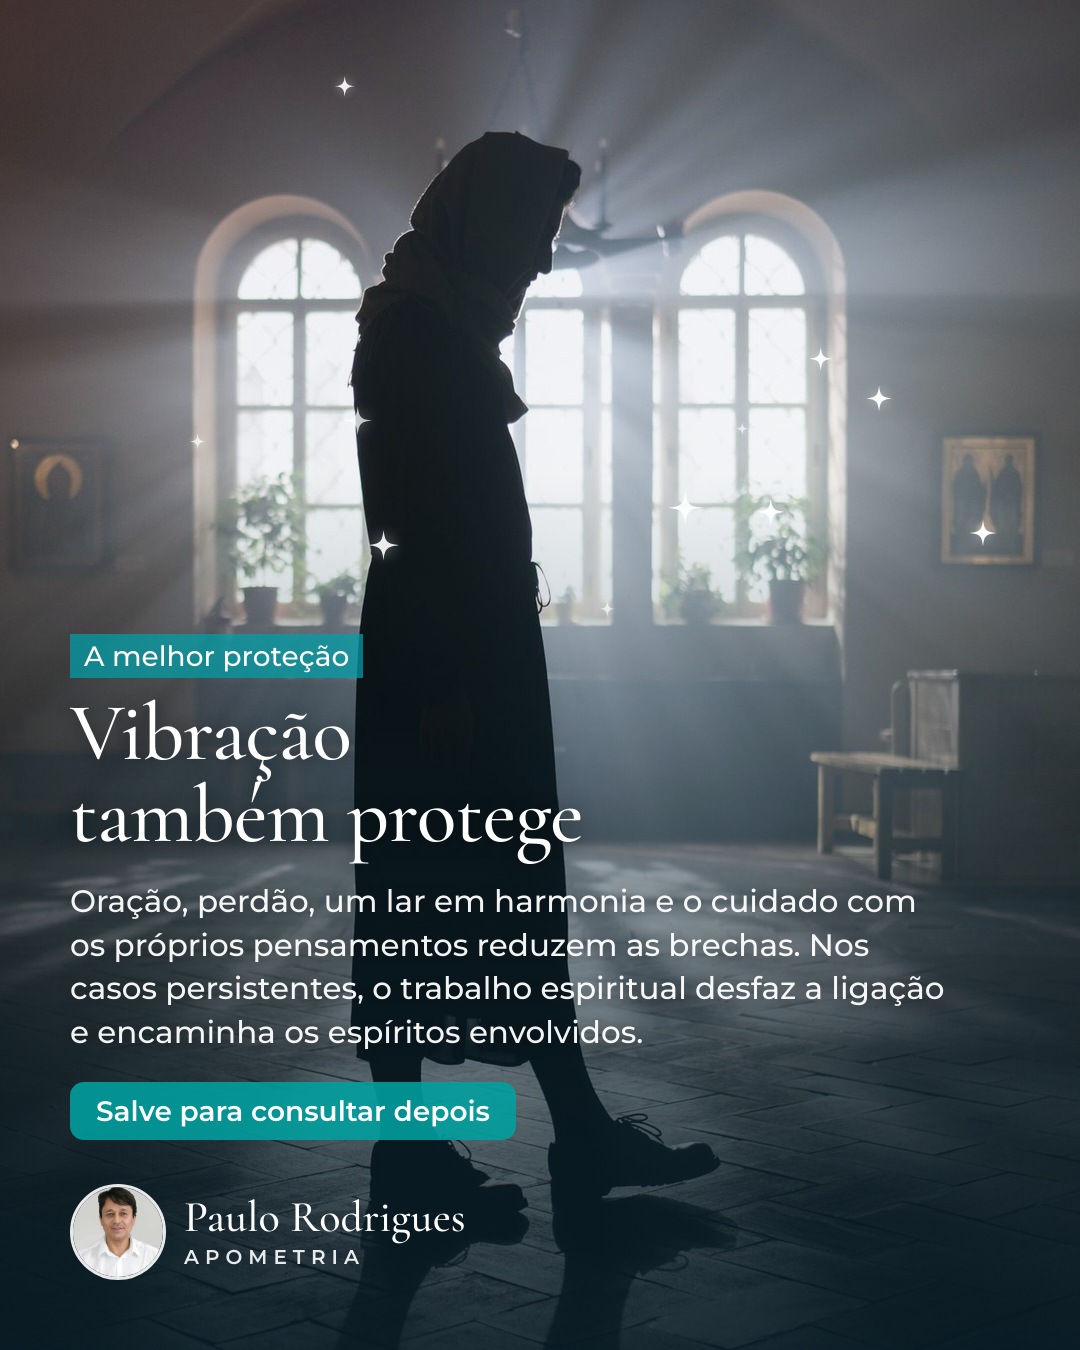 A melhor proteção
Vibração
também protege
Oração, perdão, um lar em harmonia e o cuidado com
os próprios pensamentos reduzem as brechas. Nos
casos persistentes, o trabalho espiritual desfaz a ligação
e encaminha os espíritos envolvidos.
Salve para consultar depois
Paulo Rodrigues
APOMETRIA